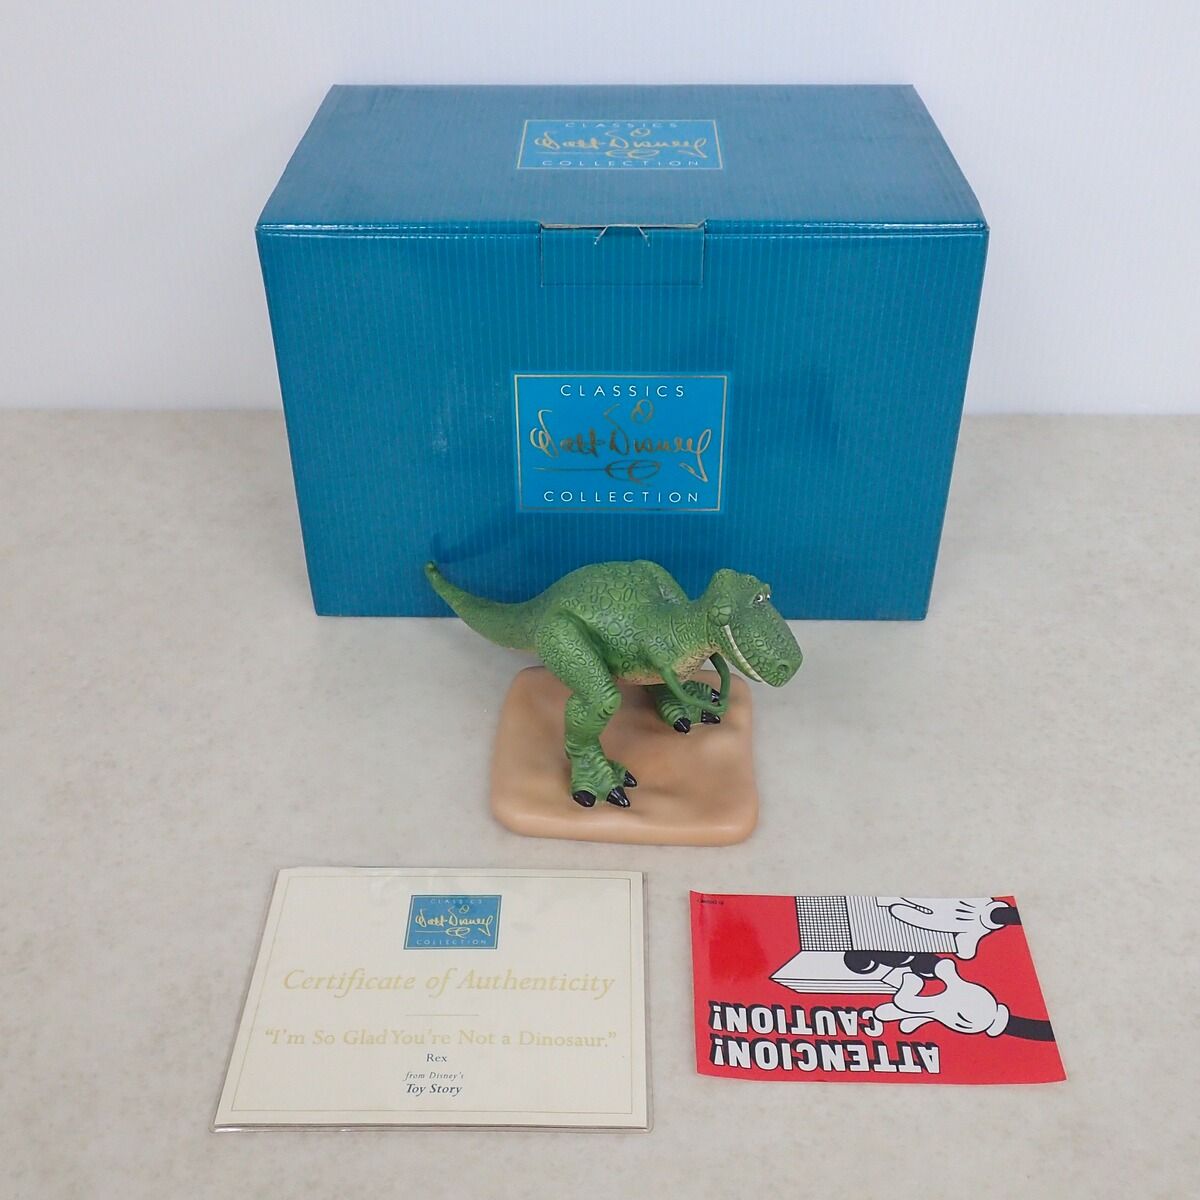 CLASSICS
Walt Disney
COLLECTION
CLASSICS
Walt Disney
COLLECTION
CLASSICS
Walt Disney
COLLECTION
Certificate of Authenticity
"I'm So Glad You're Not a Dinosaur."
Rex
from Disney's
Toy Story
ATTENCION!
CAUTION!